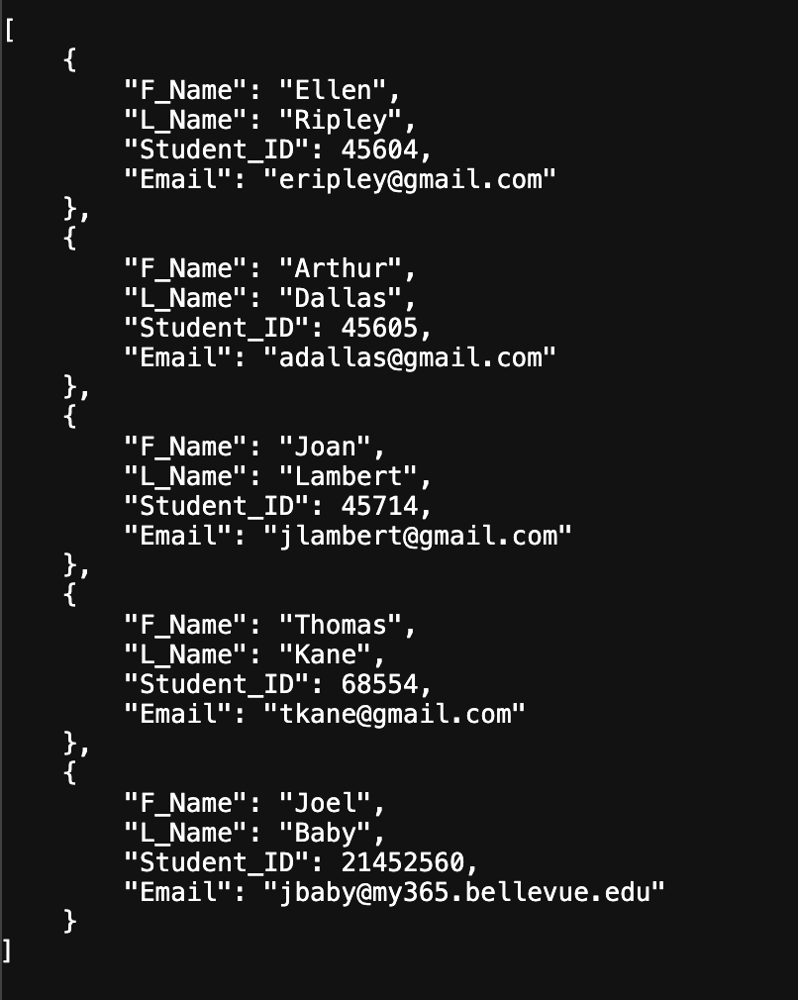 [
    {
        "F_Name": "Ellen",
        "L_Name": "Ripley",
        "Student_ID": 45604,
        "Email": "eripley@gmail.com"
    },
    {
        "F_Name": "Arthur",
        "L_Name": "Dallas",
        "Student_ID": 45605,
        "Email": "adallas@gmail.com"
    },
    {
        "F_Name": "Joan",
        "L_Name": "Lambert",
        "Student_ID": 45714,
        "Email": "jlambert@gmail.com"
    },
    {
        "F_Name": "Thomas",
        "L_Name": "Kane",
        "Student_ID": 68554,
        "Email": "tkane@gmail.com"
    },
    {
        "F_Name": "Joel",
        "L_Name": "Baby",
        "Student_ID": 21452560,
        "Email": "jbaby@my365.bellevue.edu"
    }
]